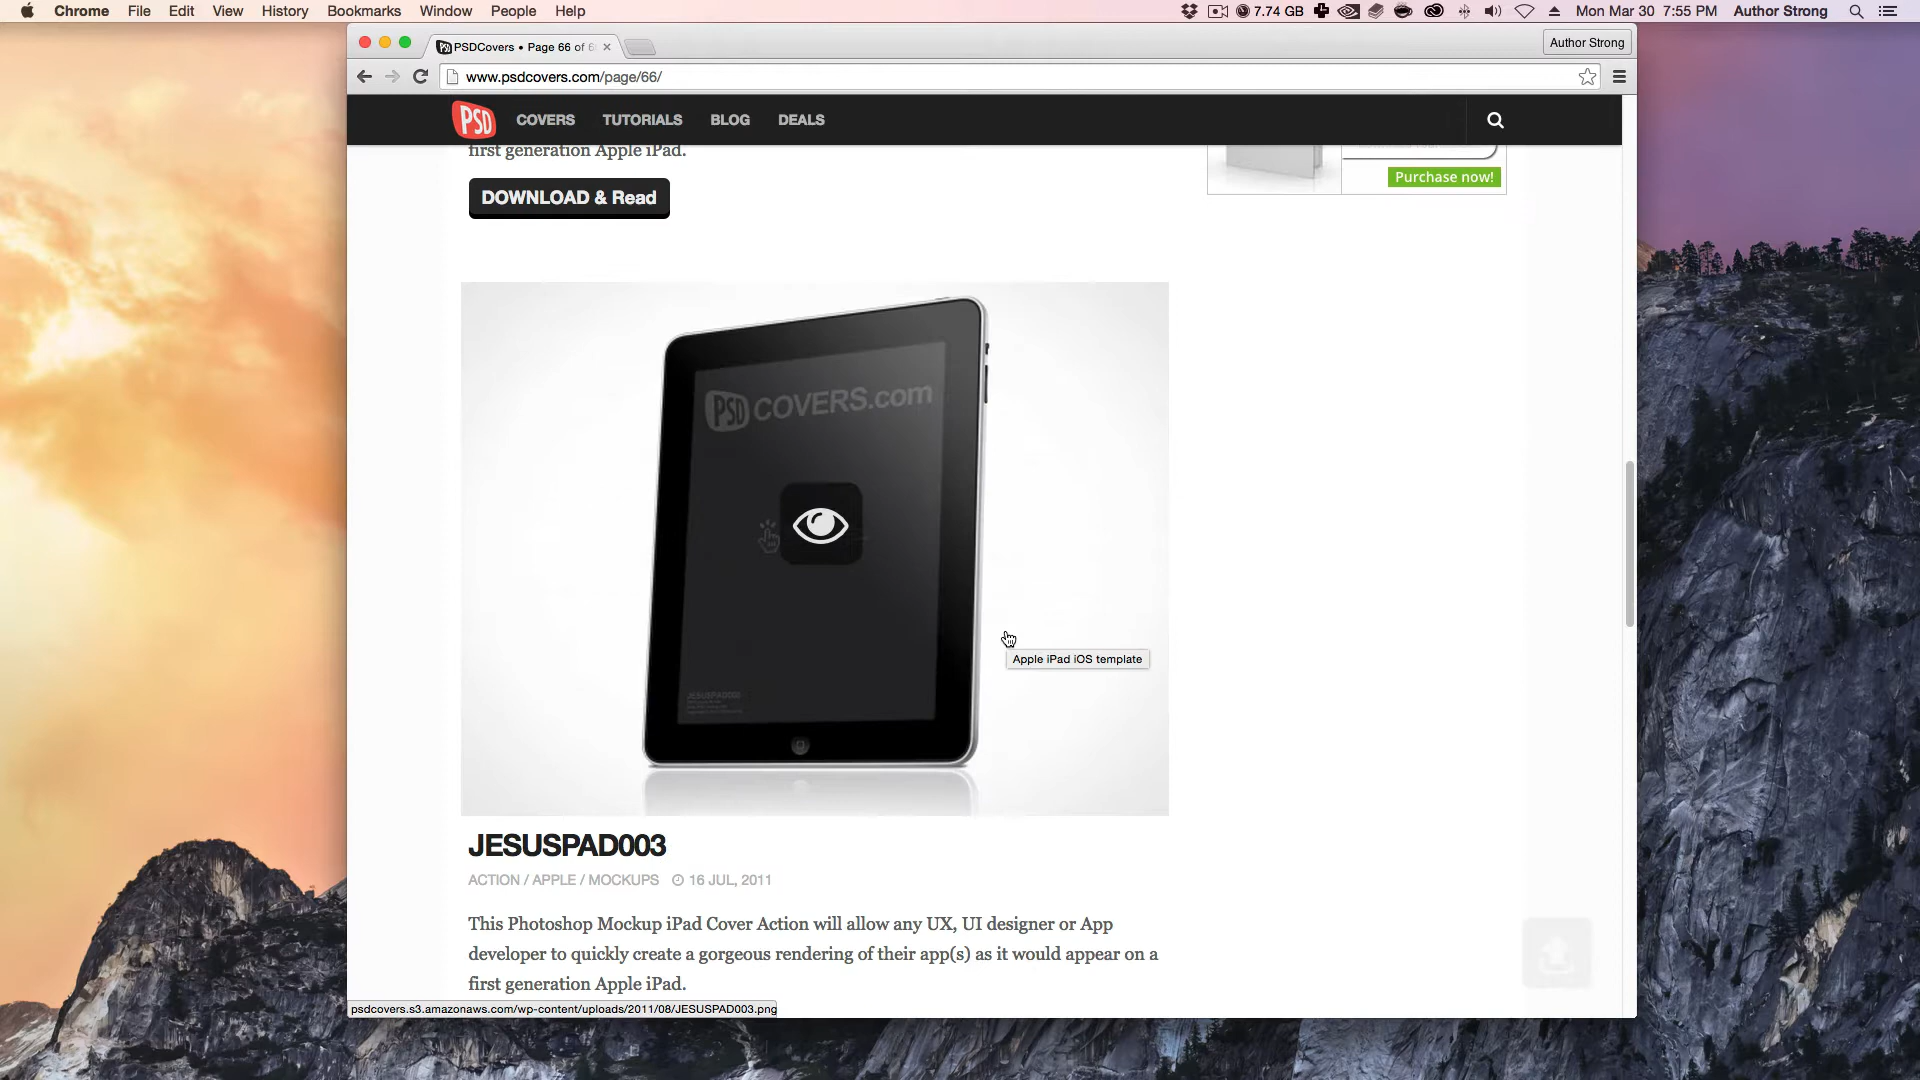 Chrome File Edit View History Bookmarks Window People Help 7.74 GB Mon Mar 30 7:55 PM Author Strong
PSDCovers • Page 66 of 6
Author Strong
www.psdcovers.com/page/66/
PSD COVERS TUTORIALS BLOG DEALS
first generation Apple iPad.
Purchase now!
DOWNLOAD & Read
PSD COVERS.com
Apple iPad iOS template
JESUSPAD003
JESUSPAD003
ACTION / APPLE / MOCKUPS 16 JUL, 2011
This Photoshop Mockup iPad Cover Action will allow any UX, UI designer or App
developer to quickly create a gorgeous rendering of their app(s) as it would appear on a
first generation Apple iPad.
psdcovers.s3.amazonaws.com/wp-content/uploads/2011/08/JESUSPAD003.png